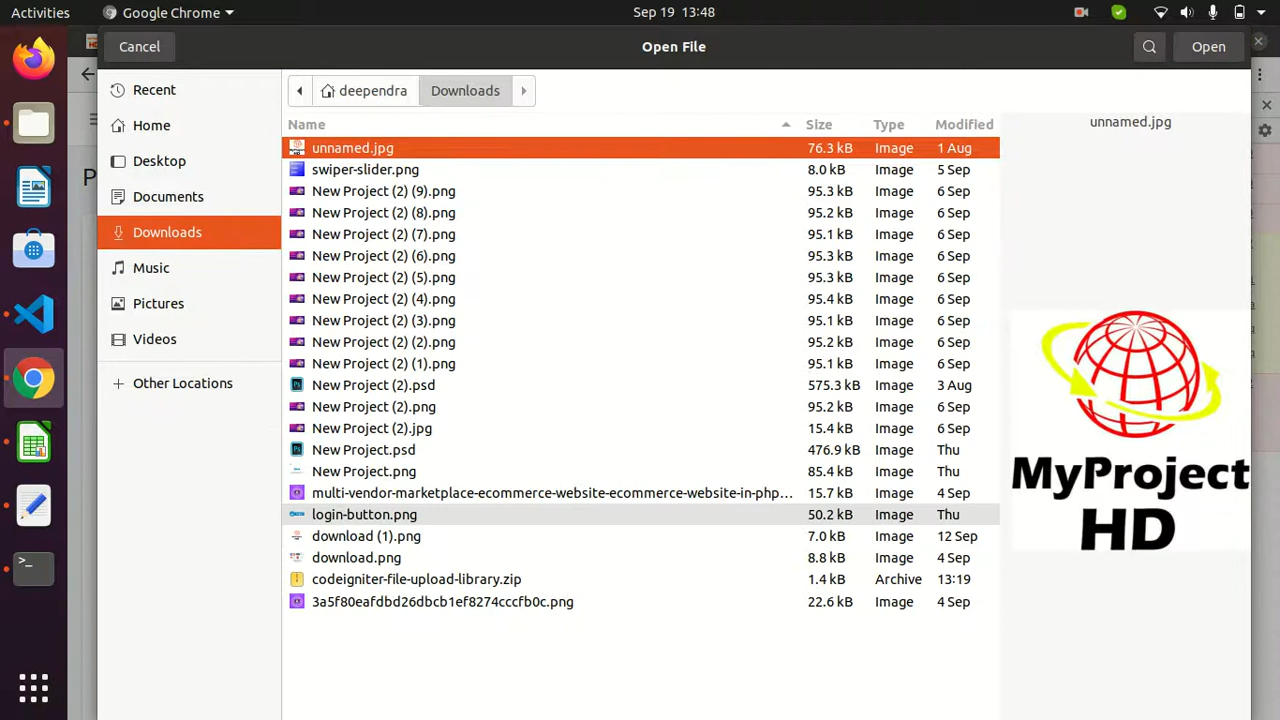 Activities Google Chrome Sep 19 13:48
Cancel Open File Open
Recent
Home
Desktop
Documents
Downloads
Music
Pictures
Videos
Other Locations
deependra Downloads
Name Size Type Modified
unnamed.jpg 76.3 kB Image 1 Aug
swiper-slider.png 8.0 kB Image 5 Sep
New Project (2) (9).png 95.3 kB Image 6 Sep
New Project (2) (8).png 95.2 kB Image 6 Sep
New Project (2) (7).png 95.1 kB Image 6 Sep
New Project (2) (6).png 95.3 kB Image 6 Sep
New Project (2) (5).png 95.3 kB Image 6 Sep
New Project (2) (4).png 95.4 kB Image 6 Sep
New Project (2) (3).png 95.1 kB Image 6 Sep
New Project (2) (2).png 95.2 kB Image 6 Sep
New Project (2) (1).png 95.1 kB Image 6 Sep
New Project (2).psd 575.3 kB Image 3 Aug
New Project (2).png 95.2 kB Image 6 Sep
New Project (2).jpg 15.4 kB Image 6 Sep
New Project.psd 476.9 kB Image Thu
New Project.png 85.4 kB Image Thu
multi-vendor-marketplace-ecommerce-website-ecommerce-website-in-php... 15.7 kB Image 4 Sep
login-button.png 50.2 kB Image Thu
download (1).png 7.0 kB Image 12 Sep
download.png 8.8 kB Image 4 Sep
codeigniter-file-upload-library.zip 1.4 kB Archive 13:19
3a5f80eafdbd26dbcb1ef8274cccfb0c.png 22.6 kB Image 4 Sep
unnamed.jpg
MyProject
HD